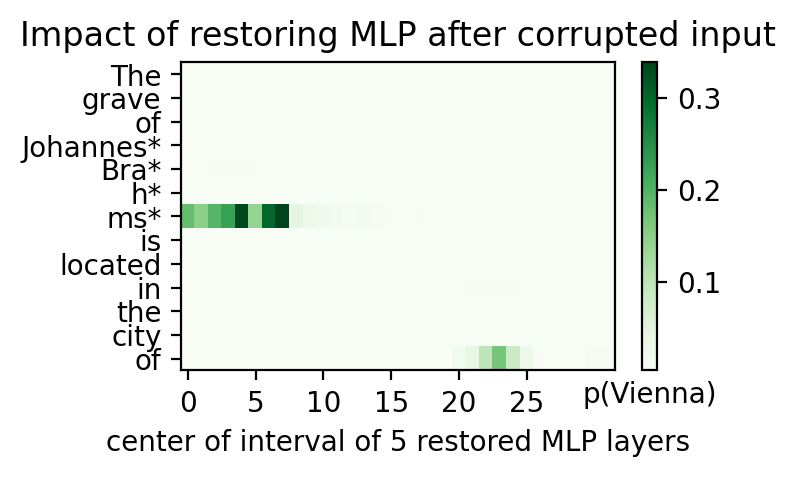 Impact of restoring MLP after corrupted input
The
grave
of
Johannes*
Bra*
h*
ms*
is
located
in
the
city
of
0 5 10 15 20 25
0.3
0.2
0.1
p(Vienna)
center of interval of 5 restored MLP layers